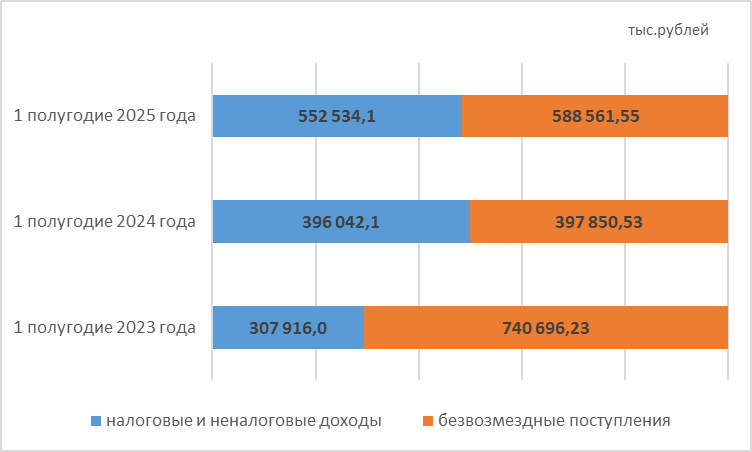 тыс.рублей
1 полугодие 2025 года
552 534,1
588 561,55
1 полугодие 2024 года
396 042,1
397 850,53
1 полугодие 2023 года
307 916,0
740 696,23
налоговые и неналоговые доходы
безвозмездные поступления